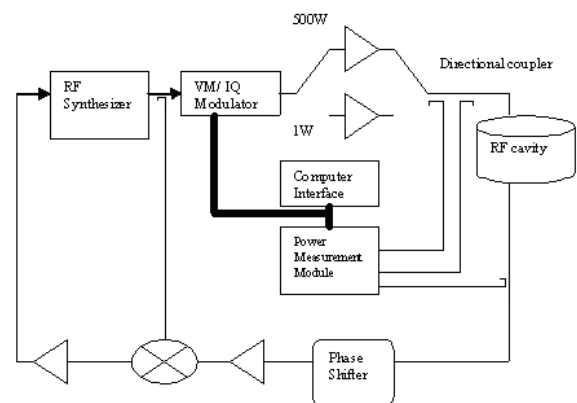 500W
Directional coupler
RF
Synthesizer
VM/ IQ
Modulator
1W
RF cavity
Computer
Interface
Power
Measurement
Module
Phase
Shifter